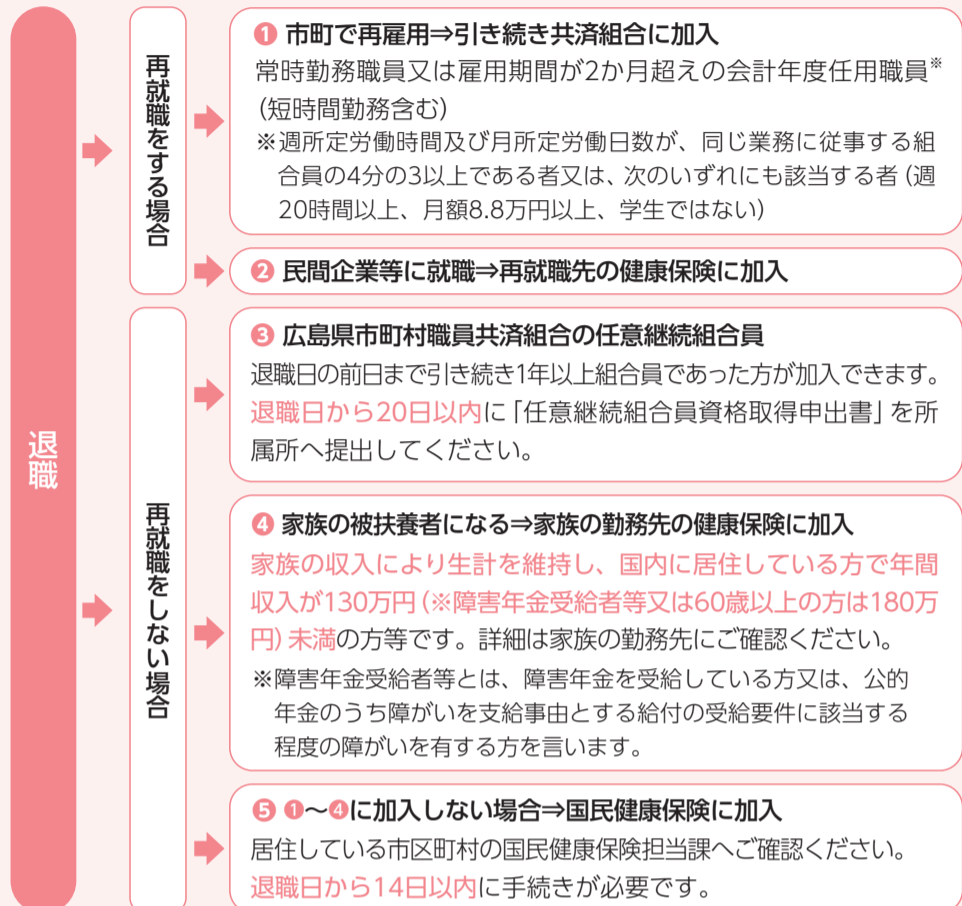 退職
再就職をする場合
❶ 市町で再雇用⇒引き続き共済組合に加入
常時勤務職員又は雇用期間が2か月超えの会計年度任用職員※
（短時間勤務含む）
※週所定労働時間及び月所定労働日数が、同じ業務に従事する組
合員の4分の3以上である者又は、次のいずれにも該当する者（週
20時間以上、月額8.8万円以上、学生ではない）
❷ 民間企業等に就職⇒再就職先の健康保険に加入
再就職をしない場合
❸ 広島県市町村職員共済組合の任意継続組合員
退職日の前日まで引き続き1年以上組合員であった方が加入できます。
退職日から20日以内に「任意継続組合員資格取得申出書」を所
属所へ提出してください。
❹ 家族の被扶養者になる⇒家族の勤務先の健康保険に加入
家族の収入により生計を維持し、国内に居住している方で年間
収入が130万円（※障害年金受給者等又は60歳以上の方は180万
円）未満の方等です。詳細は家族の勤務先にご確認ください。
※障害年金受給者等とは、障害年金を受給している方又は、公的
年金のうち障がいを支給事由とする給付の受給要件に該当する
程度の障がいを有する方を言います。
❺ ❶～❹に加入しない場合⇒国民健康保険に加入
居住している市区町村の国民健康保険担当課へご確認ください。
退職日から14日以内に手続きが必要です。